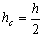 h_c = h/2